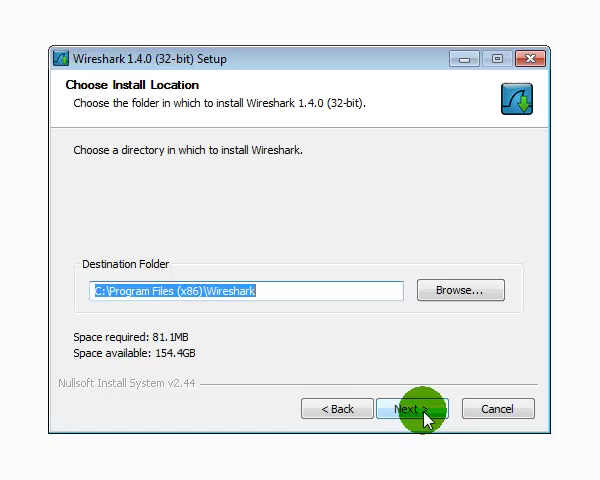 Wireshark 1.4.0 (32-bit) Setup
Choose Install Location
Choose the folder in which to install Wireshark 1.4.0 (32-bit).
Choose a directory in which to install Wireshark.
Destination Folder
C:\Program Files (x86)\Wireshark
Browse...
Space required: 81.1MB
Space available: 154.4GB
Nullsoft Install System v2.44
< Back
Next >
Cancel